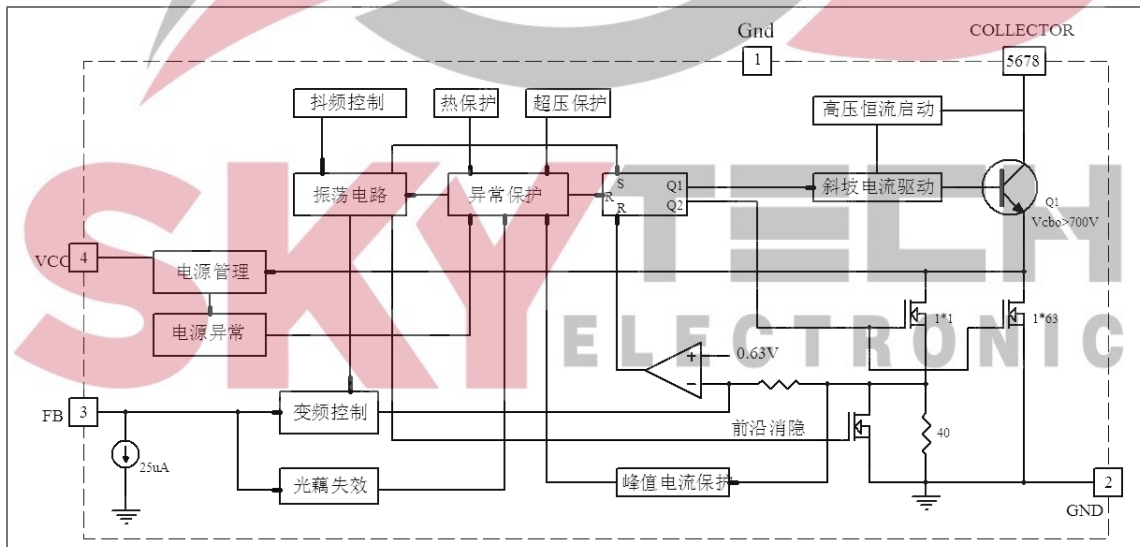 Gnd
COLLECTOR
1
5678
抖频控制
热保护
超压保护
高压恒流启动
振荡电路
异常保护
S
R
R
Q1
Q2
斜坡电流驱动
Q1
Vcbo>700V
SKYTECH
ELECTRONIC
VCC
4
电源管理
电源异常
1*1
1*63
+
0.63V
-
FB
3
变频控制
前沿消隐
40
25uA
光藕失效
峰值电流保护
2
GND